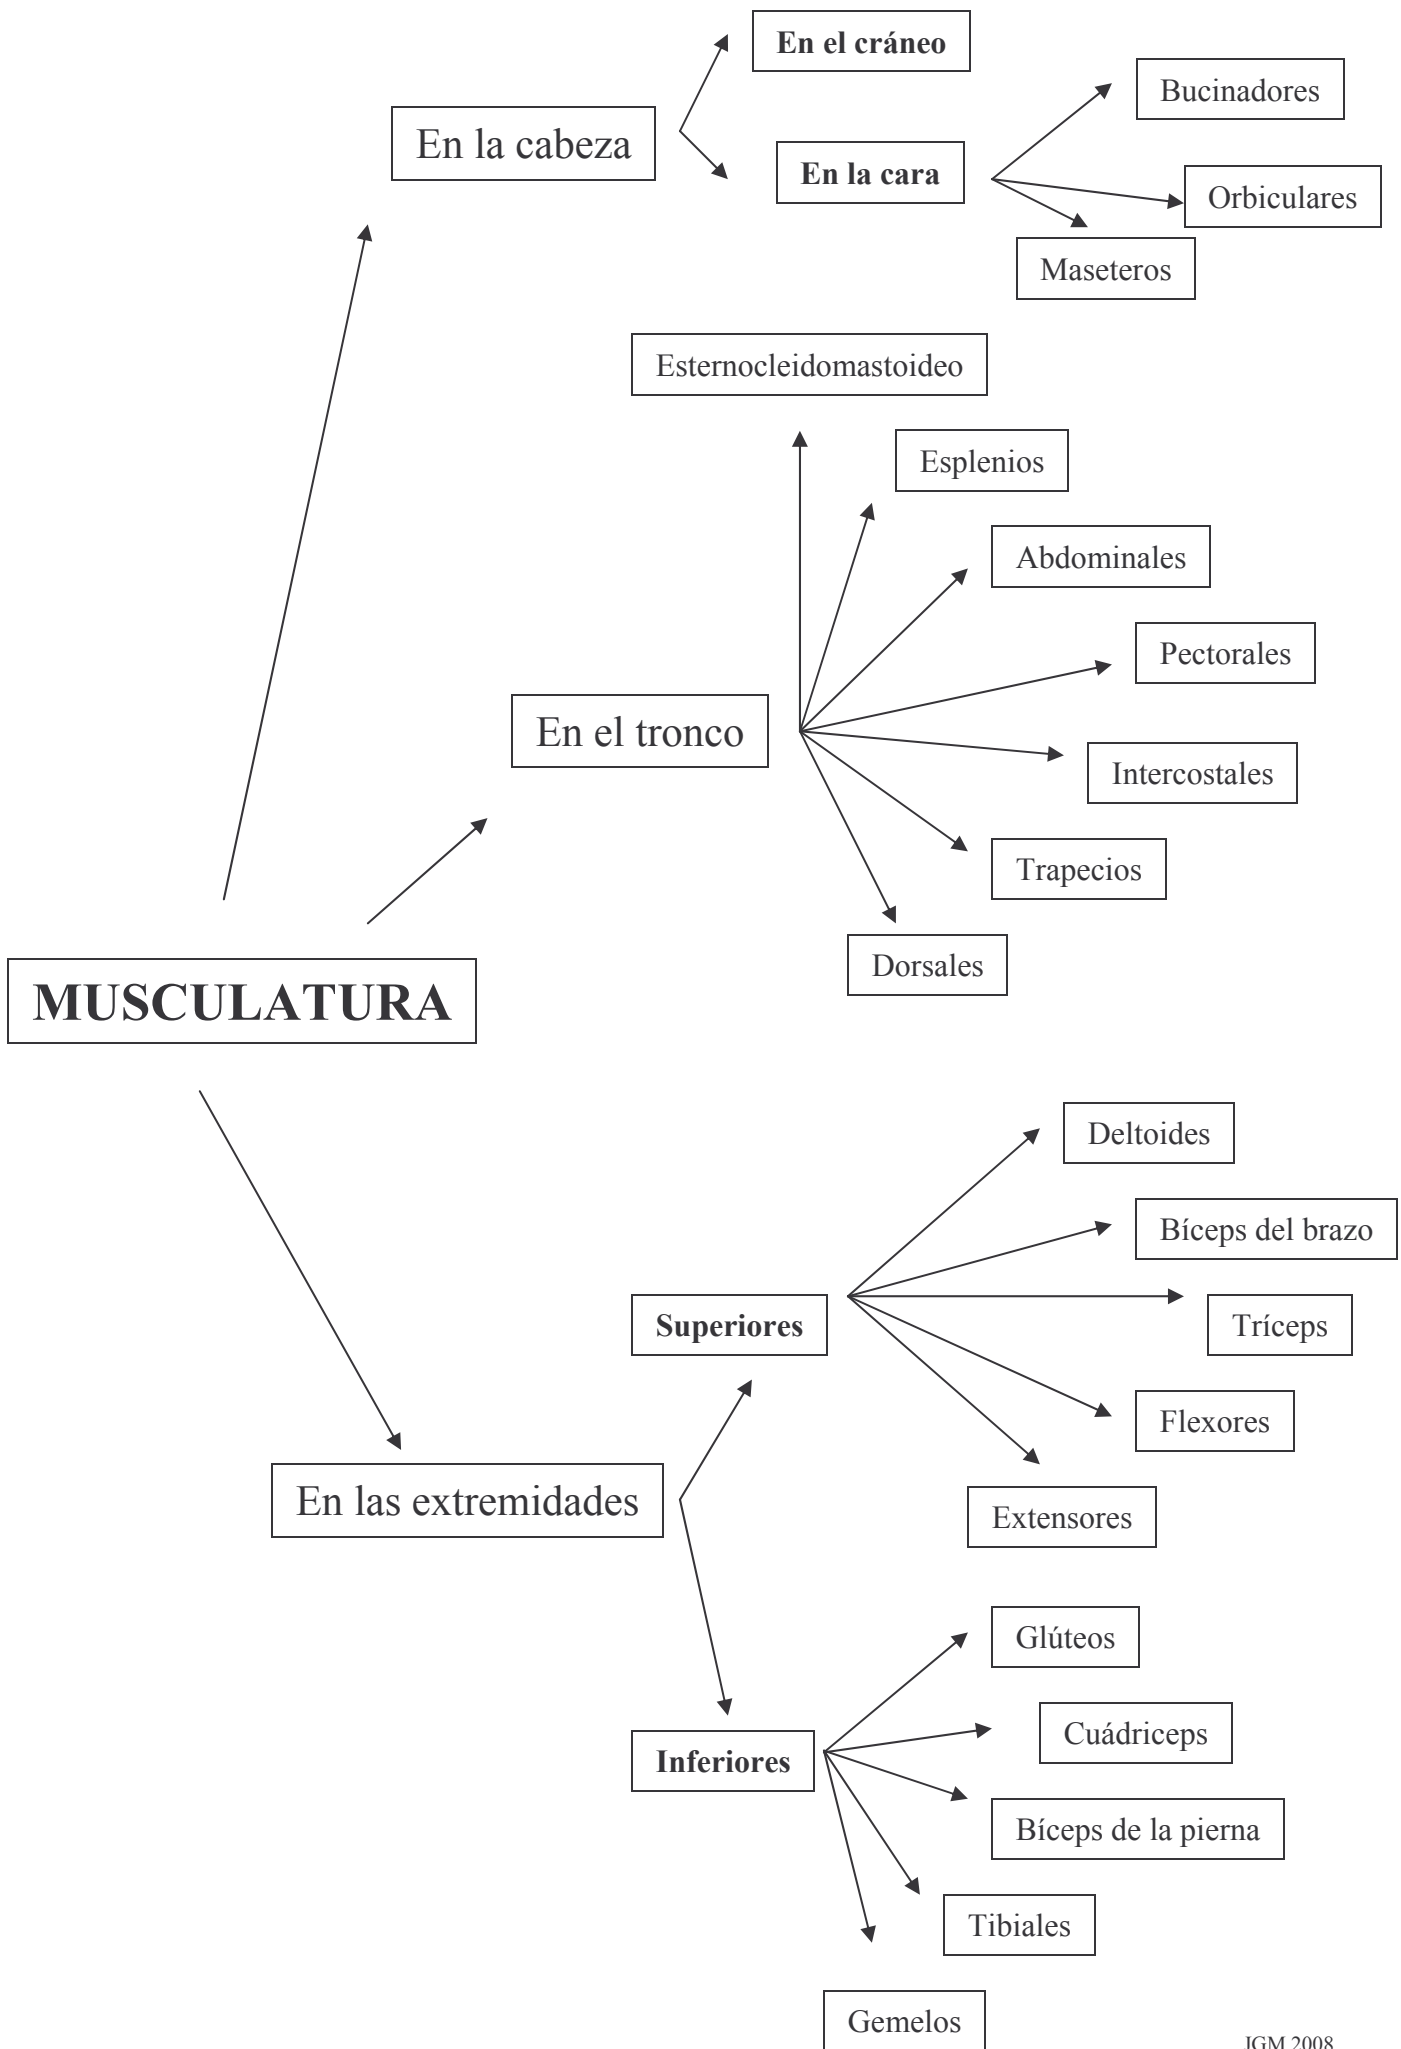 En el cráneo
En la cabeza
Bucinadores
En la cara
Orbiculares
Maseteros
Esternocleidomastoideo
Esplenios
Abdominales
Pectorales
En el tronco
Intercostales
Trapecios
Dorsales
MUSCULATURA
Deltoides
Bíceps del brazo
Superiores
Tríceps
Flexores
En las extremidades
Extensores
Glúteos
Cuádriceps
Inferiores
Bíceps de la pierna
Tibiales
Gemelos
JGM 2008